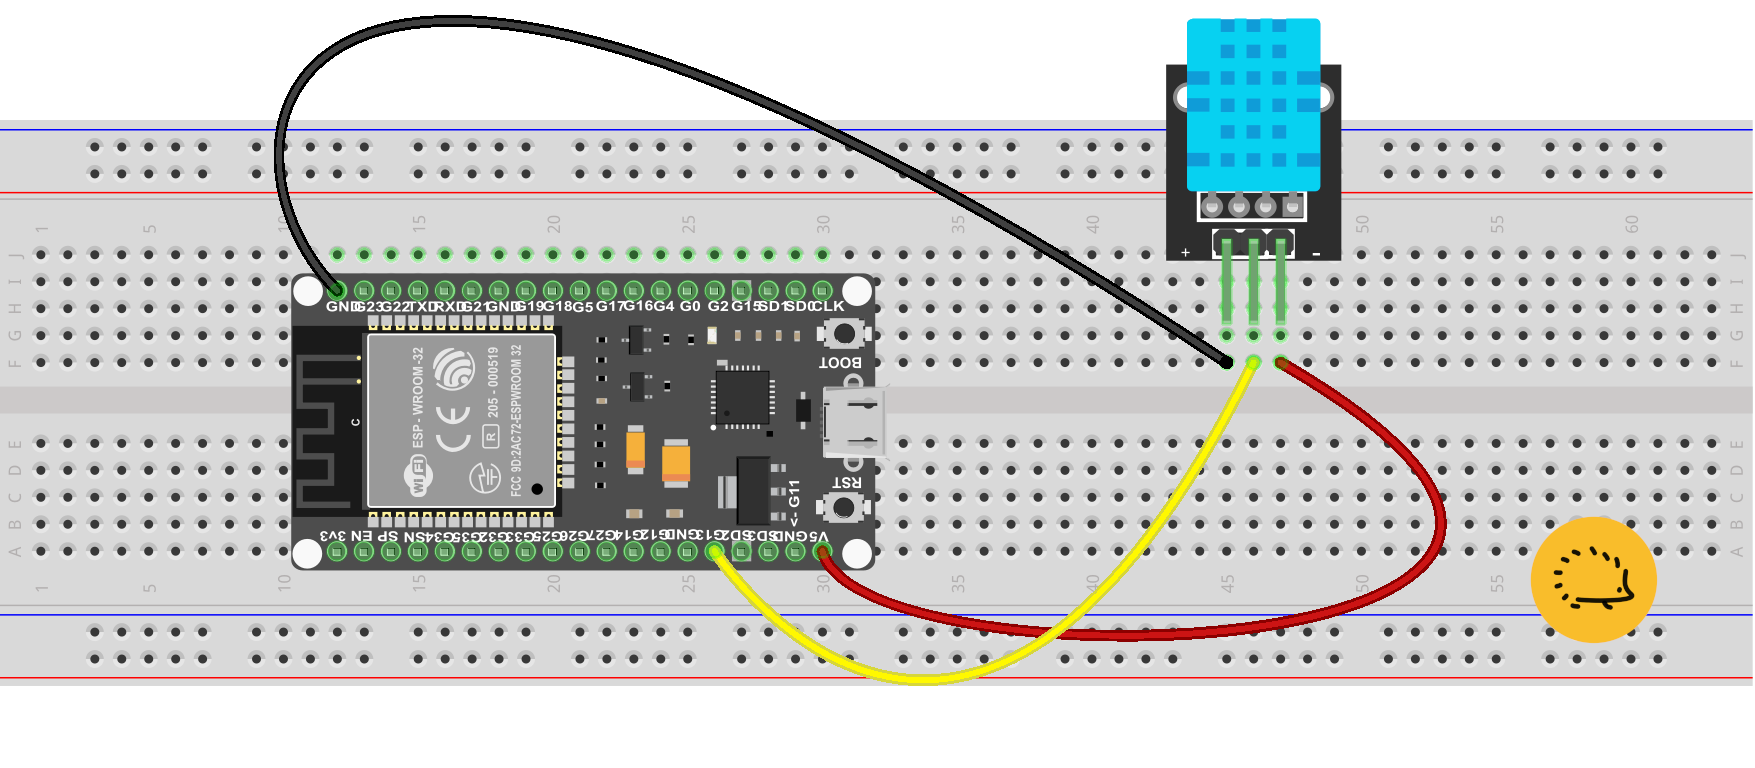 1 5 10 15 20 25 30 35 40 45 50 55 60
J J
I I
H H
G G
F F
+ -
GND G23 G22 TXD RXD G21 GND G19 G18 G5 G17 G16 G4 G0 G2 G15 SD1 SD0 CLK
BOOT
C
WiFi
ESP - WROOM-32
CE
R
205 - 000519
FCC 9D:2AC72-ESPWROOM 32
RST
<- G11
E E
D D
C C
B B
A A
3v3 EN SP SN G34 G35 G32 G33 G25 G26 G27 G14 G12 GND G13 SD2 SD3 GND V5
1 5 10 15 20 25 30 35 40 45 50 55